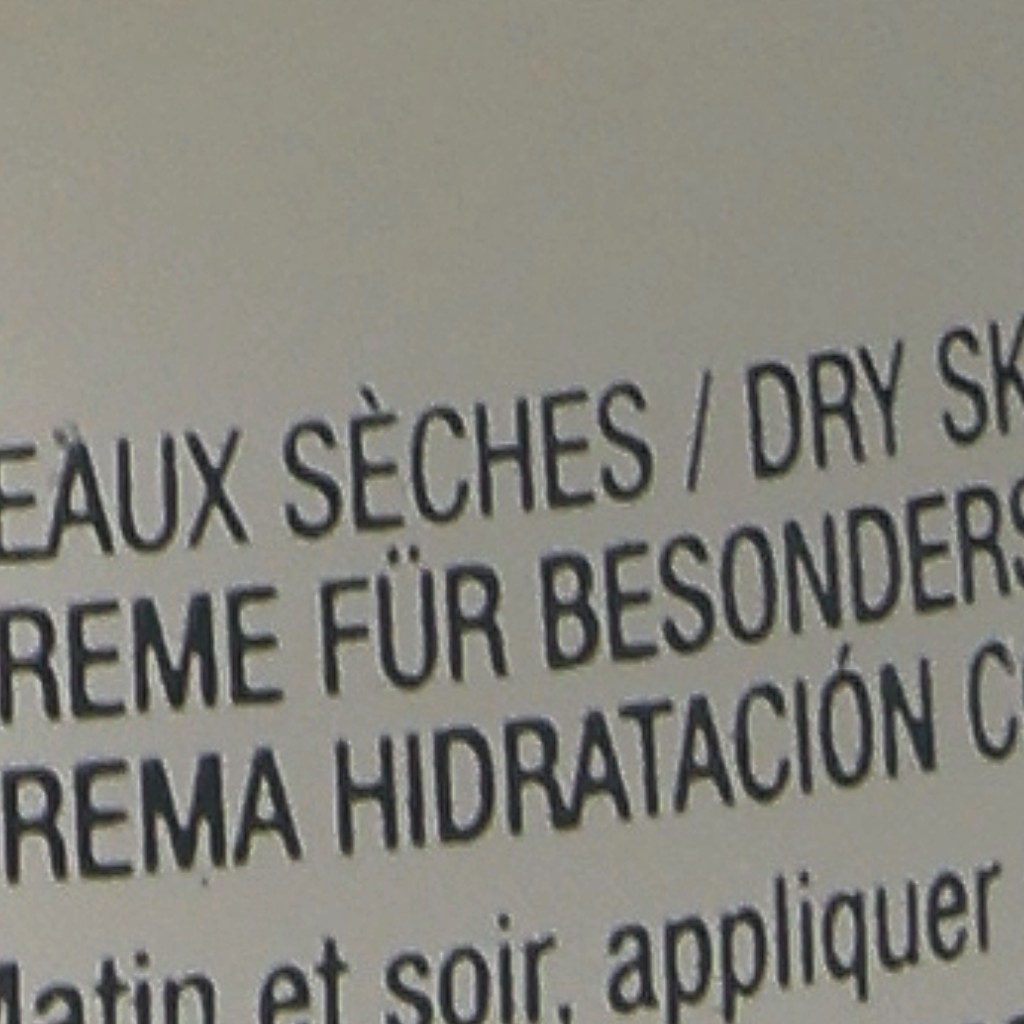 EAUX SÈCHES / DRY SK
REME FÜR BESONDERS
REMA HIDRATACIÓN C
Matin et soir, appliquer